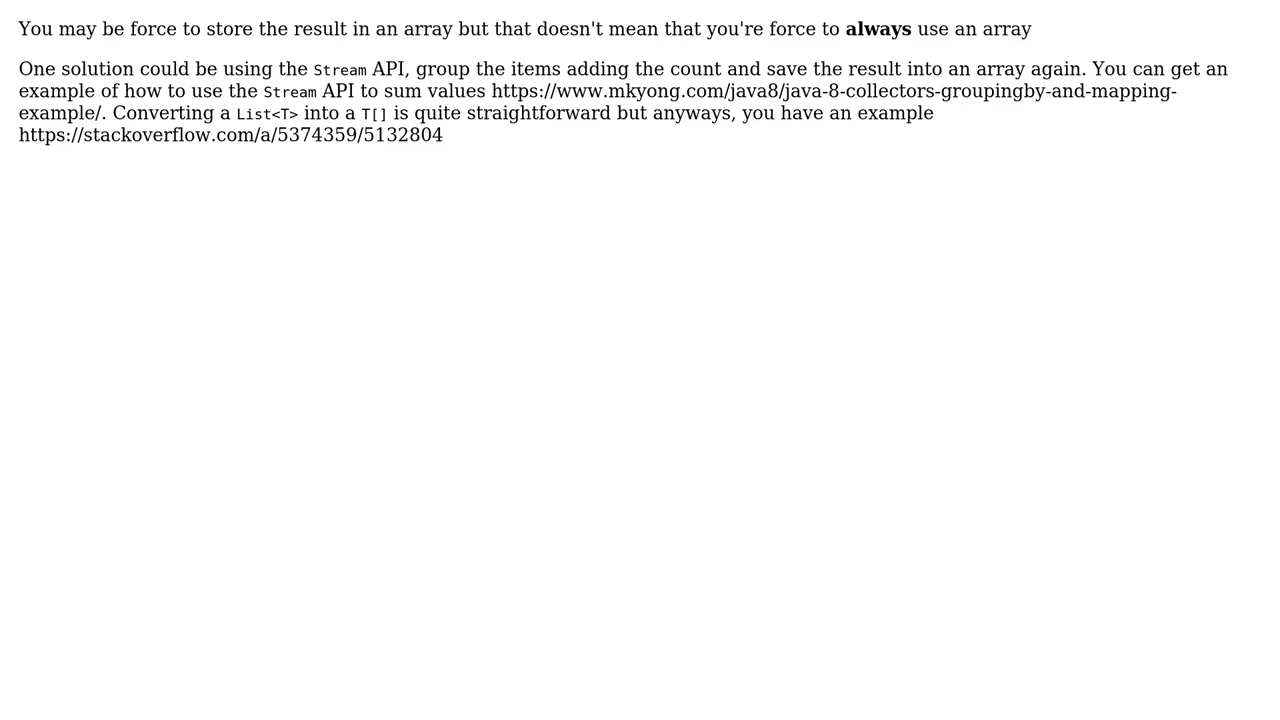 You may be force to store the result in an array but that doesn't mean that you're force to always use an array
One solution could be using the Stream API, group the items adding the count and save the result into an array again. You can get an
example of how to use the Stream API to sum values https://www.mkyong.com/java8/java-8-collectors-groupingby-and-mapping-
example/. Converting a List<T> into a T[] is quite straightforward but anyways, you have an example
https://stackoverflow.com/a/5374359/5132804